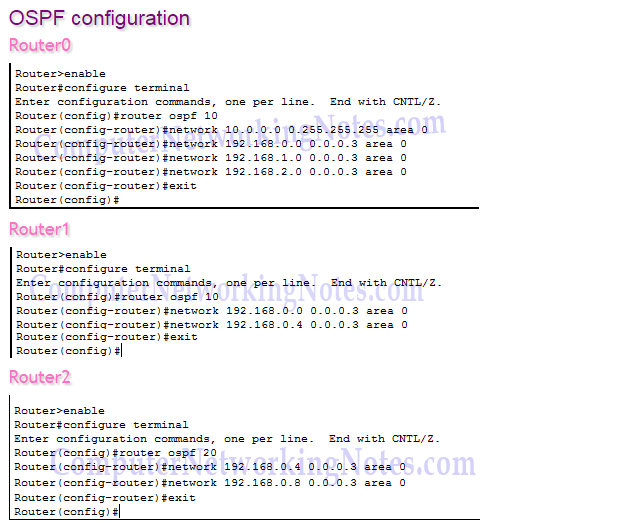 OSPF configuration
Router0
Router>enable
Router#configure terminal
Enter configuration commands, one per line.  End with CNTL/Z.
Router(config)#router ospf 10
Router(config-router)#network 10.0.0.0 0.255.255.255 area 0
Router(config-router)#network 192.168.0.0 0.0.0.3 area 0
Router(config-router)#network 192.168.1.0 0.0.0.3 area 0
Router(config-router)#network 192.168.2.0 0.0.0.3 area 0
Router(config-router)#exit
Router(config)#
ComputerNetworkingNotes.com
Router1
Router>enable
Router#configure terminal
Enter configuration commands, one per line.  End with CNTL/Z.
Router(config)#router ospf 10
Router(config-router)#network 192.168.0.0 0.0.0.3 area 0
Router(config-router)#network 192.168.0.4 0.0.0.3 area 0
Router(config-router)#exit
Router(config)#
ComputerNetworkingNotes.com
Router2
Router>enable
Router#configure terminal
Enter configuration commands, one per line.  End with CNTL/Z.
Router(config)#router ospf 20
Router(config-router)#network 192.168.0.4 0.0.0.3 area 0
Router(config-router)#network 192.168.0.8 0.0.0.3 area 0
Router(config-router)#exit
Router(config)#
ComputerNetworkingNotes.com